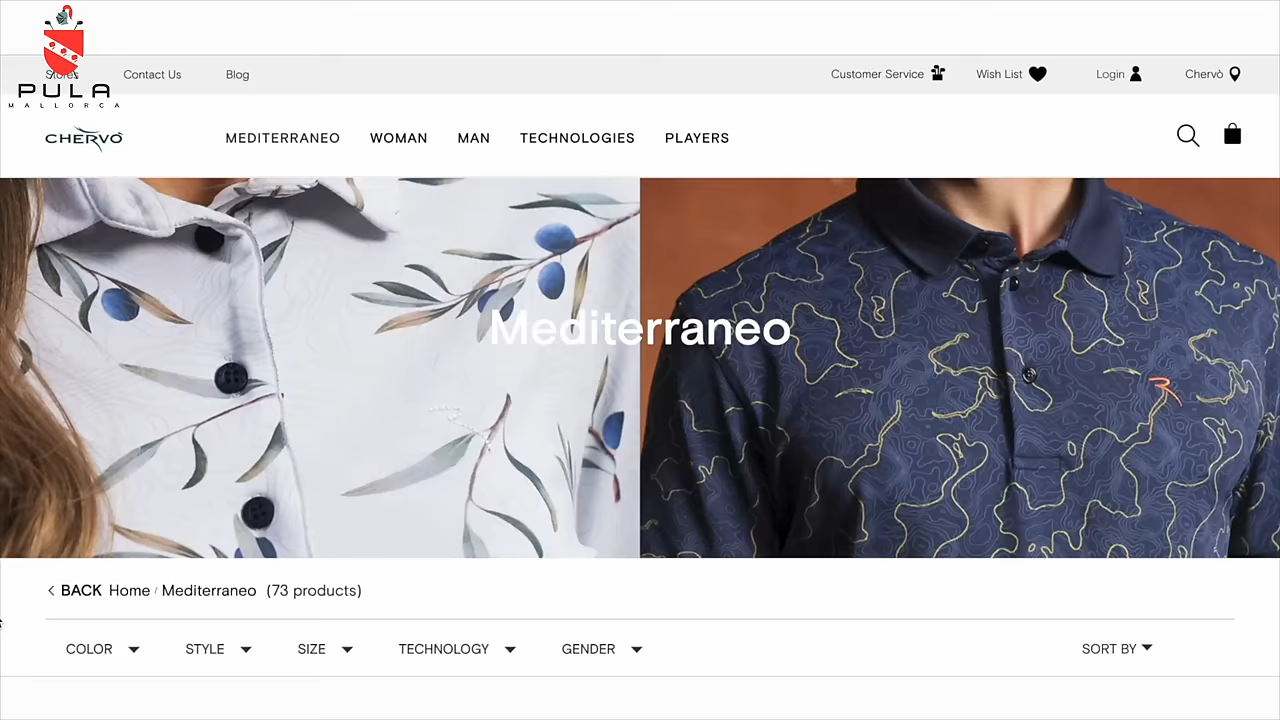 PULA
MALLORCA
Stores
Contact Us
Blog
Customer Service
Wish List
Login
Chervò
CHERVÒ
MEDITERRANEO
WOMAN
MAN
TECHNOLOGIES
PLAYERS
Mediterraneo
BACK Home / Mediterraneo (73 products)
COLOR
STYLE
SIZE
TECHNOLOGY
GENDER
SORT BY